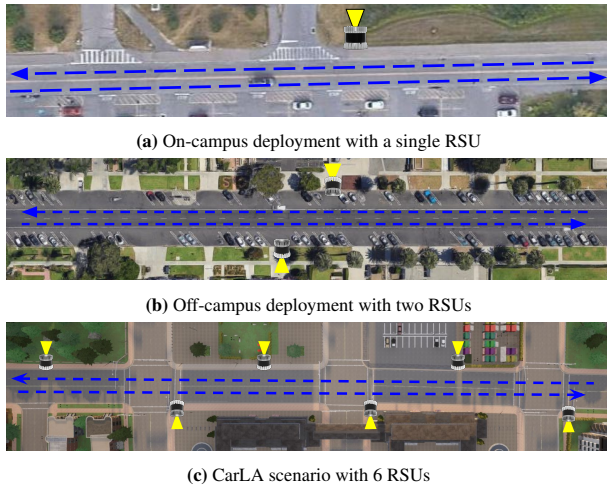 (a) On-campus deployment with a single RSU
(b) Off-campus deployment with two RSUs
(c) CarLA scenario with 6 RSUs